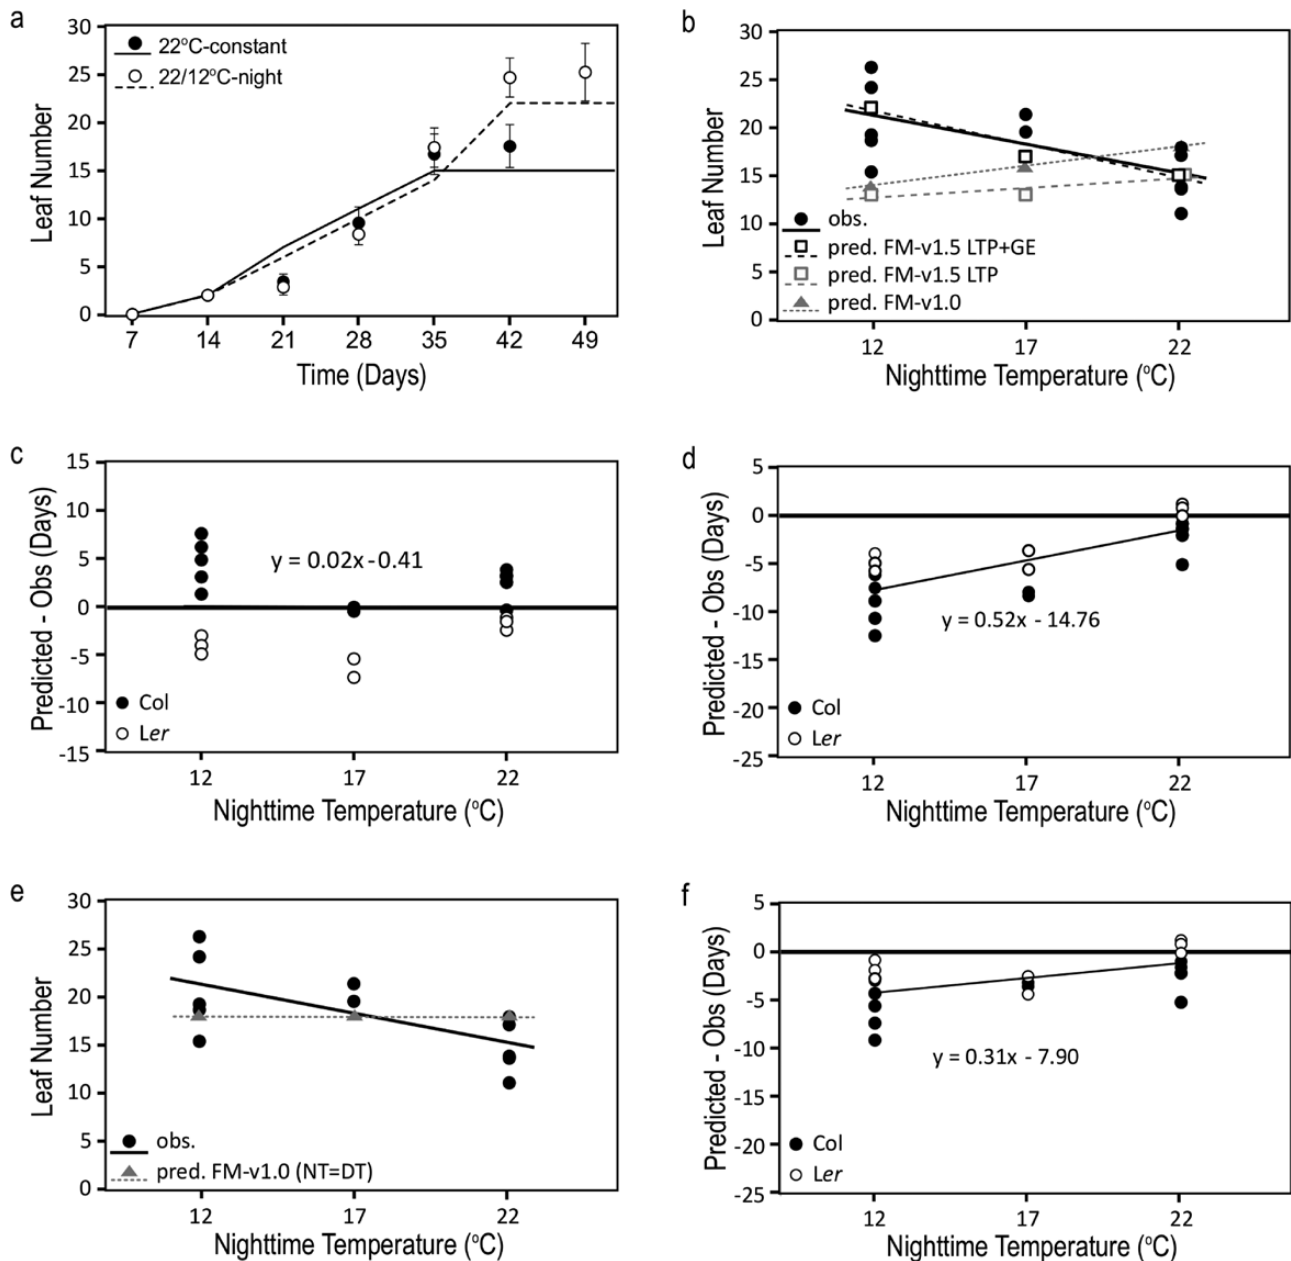 a
30
25
20
15
10
5
0
Leaf Number
22°C-constant
22/12°C-night
7 14 21 28 35 42 49
Time (Days)
b
30
25
20
15
10
5
0
Leaf Number
obs.
pred. FM-v1.5 LTP+GE
pred. FM-v1.5 LTP
pred. FM-v1.0
12 17 22
Nighttime Temperature (°C)
c
15
10
5
0
-5
-10
-15
Predicted - Obs (Days)
y = 0.02x - 0.41
Col
Ler
12 17 22
Nighttime Temperature (°C)
d
5
0
-5
-10
-15
-20
-25
Predicted - Obs (Days)
y = 0.52x - 14.76
Col
Ler
12 17 22
Nighttime Temperature (°C)
e
30
25
20
15
10
5
0
Leaf Number
obs.
pred. FM-v1.0 (NT=DT)
12 17 22
Nighttime Temperature (°C)
f
5
0
-5
-10
-15
-20
-25
Predicted - Obs (Days)
y = 0.31x - 7.90
Col
Ler
12 17 22
Nighttime Temperature (°C)